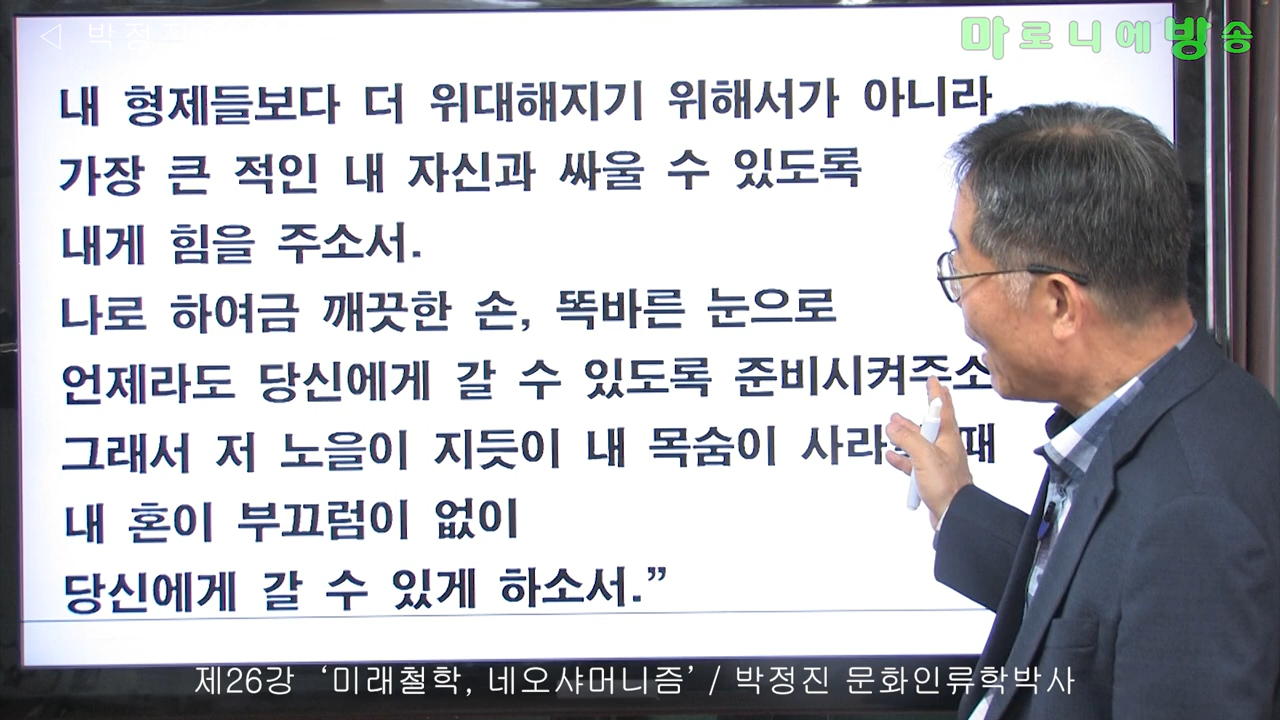 ◁ 박정
마로니에방송
내 형제들보다 더 위대해지기 위해서가 아니라
가장 큰 적인 내 자신과 싸울 수 있도록
내게 힘을 주소서.
나로 하여금 깨끗한 손, 똑바른 눈으로
언제라도 당신에게 갈 수 있도록 준비시켜주소
그래서 저 노을이 지듯이 내 목숨이 사라 때
내 혼이 부끄럼이 없이
당신에게 갈 수 있게 하소서.”
제26강 ‘미래철학, 네오샤머니즘’ / 박정진 문화인류학박사